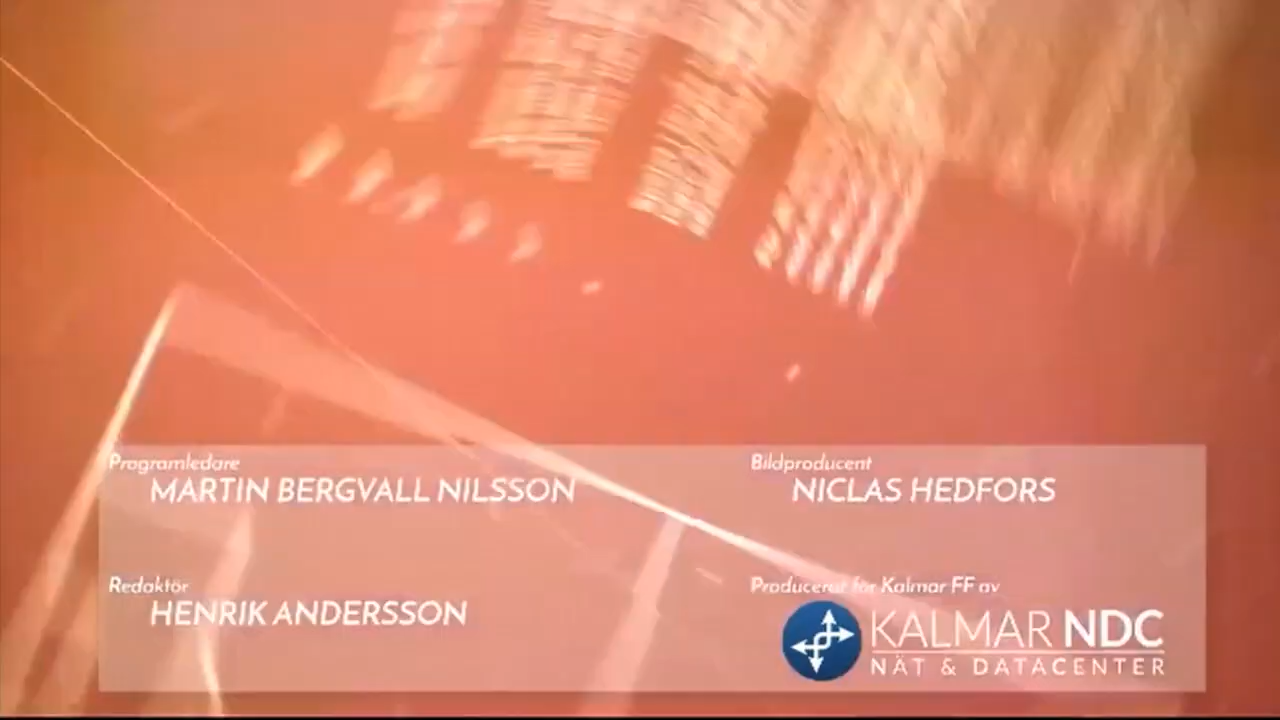 Programledare
MARTIN BERGVALL NILSSON
Bildproducent
NICLAS HEDFORS
Redaktör
HENRIK ANDERSSON
Producerat för Kalmar FF av
KALMAR NDC
NÄT & DATACENTER